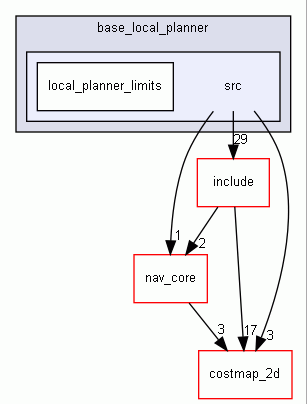 base_local_planner
local_planner_limits
src
29
include
1
2
nav_core
3
17
3
costmap_2d